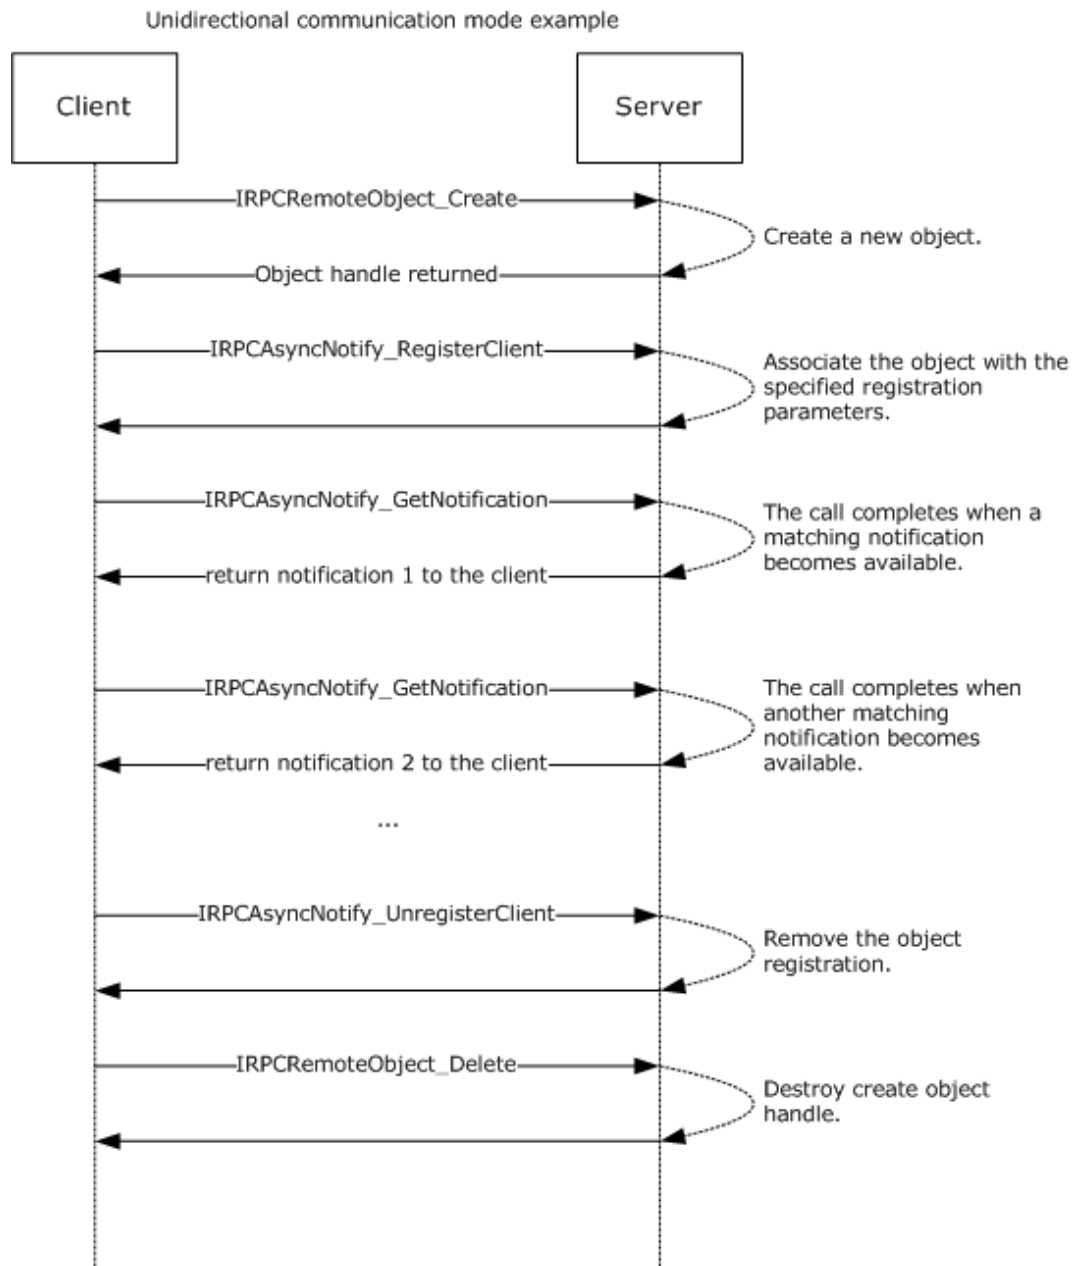 Unidirectional communication mode example
Client
Server
IRPCRemoteObject_Create
Create a new object.
Object handle returned
IRPCAsyncNotify_RegisterClient
Associate the object with the
specified registration
parameters.
IRPCAsyncNotify_GetNotification
The call completes when a
matching notification
becomes available.
return notification 1 to the client
IRPCAsyncNotify_GetNotification
The call completes when
another matching
notification becomes
available.
return notification 2 to the client
...
IRPCAsyncNotify_UnregisterClient
Remove the object
registration.
IRPCRemoteObject_Delete
Destroy create object
handle.